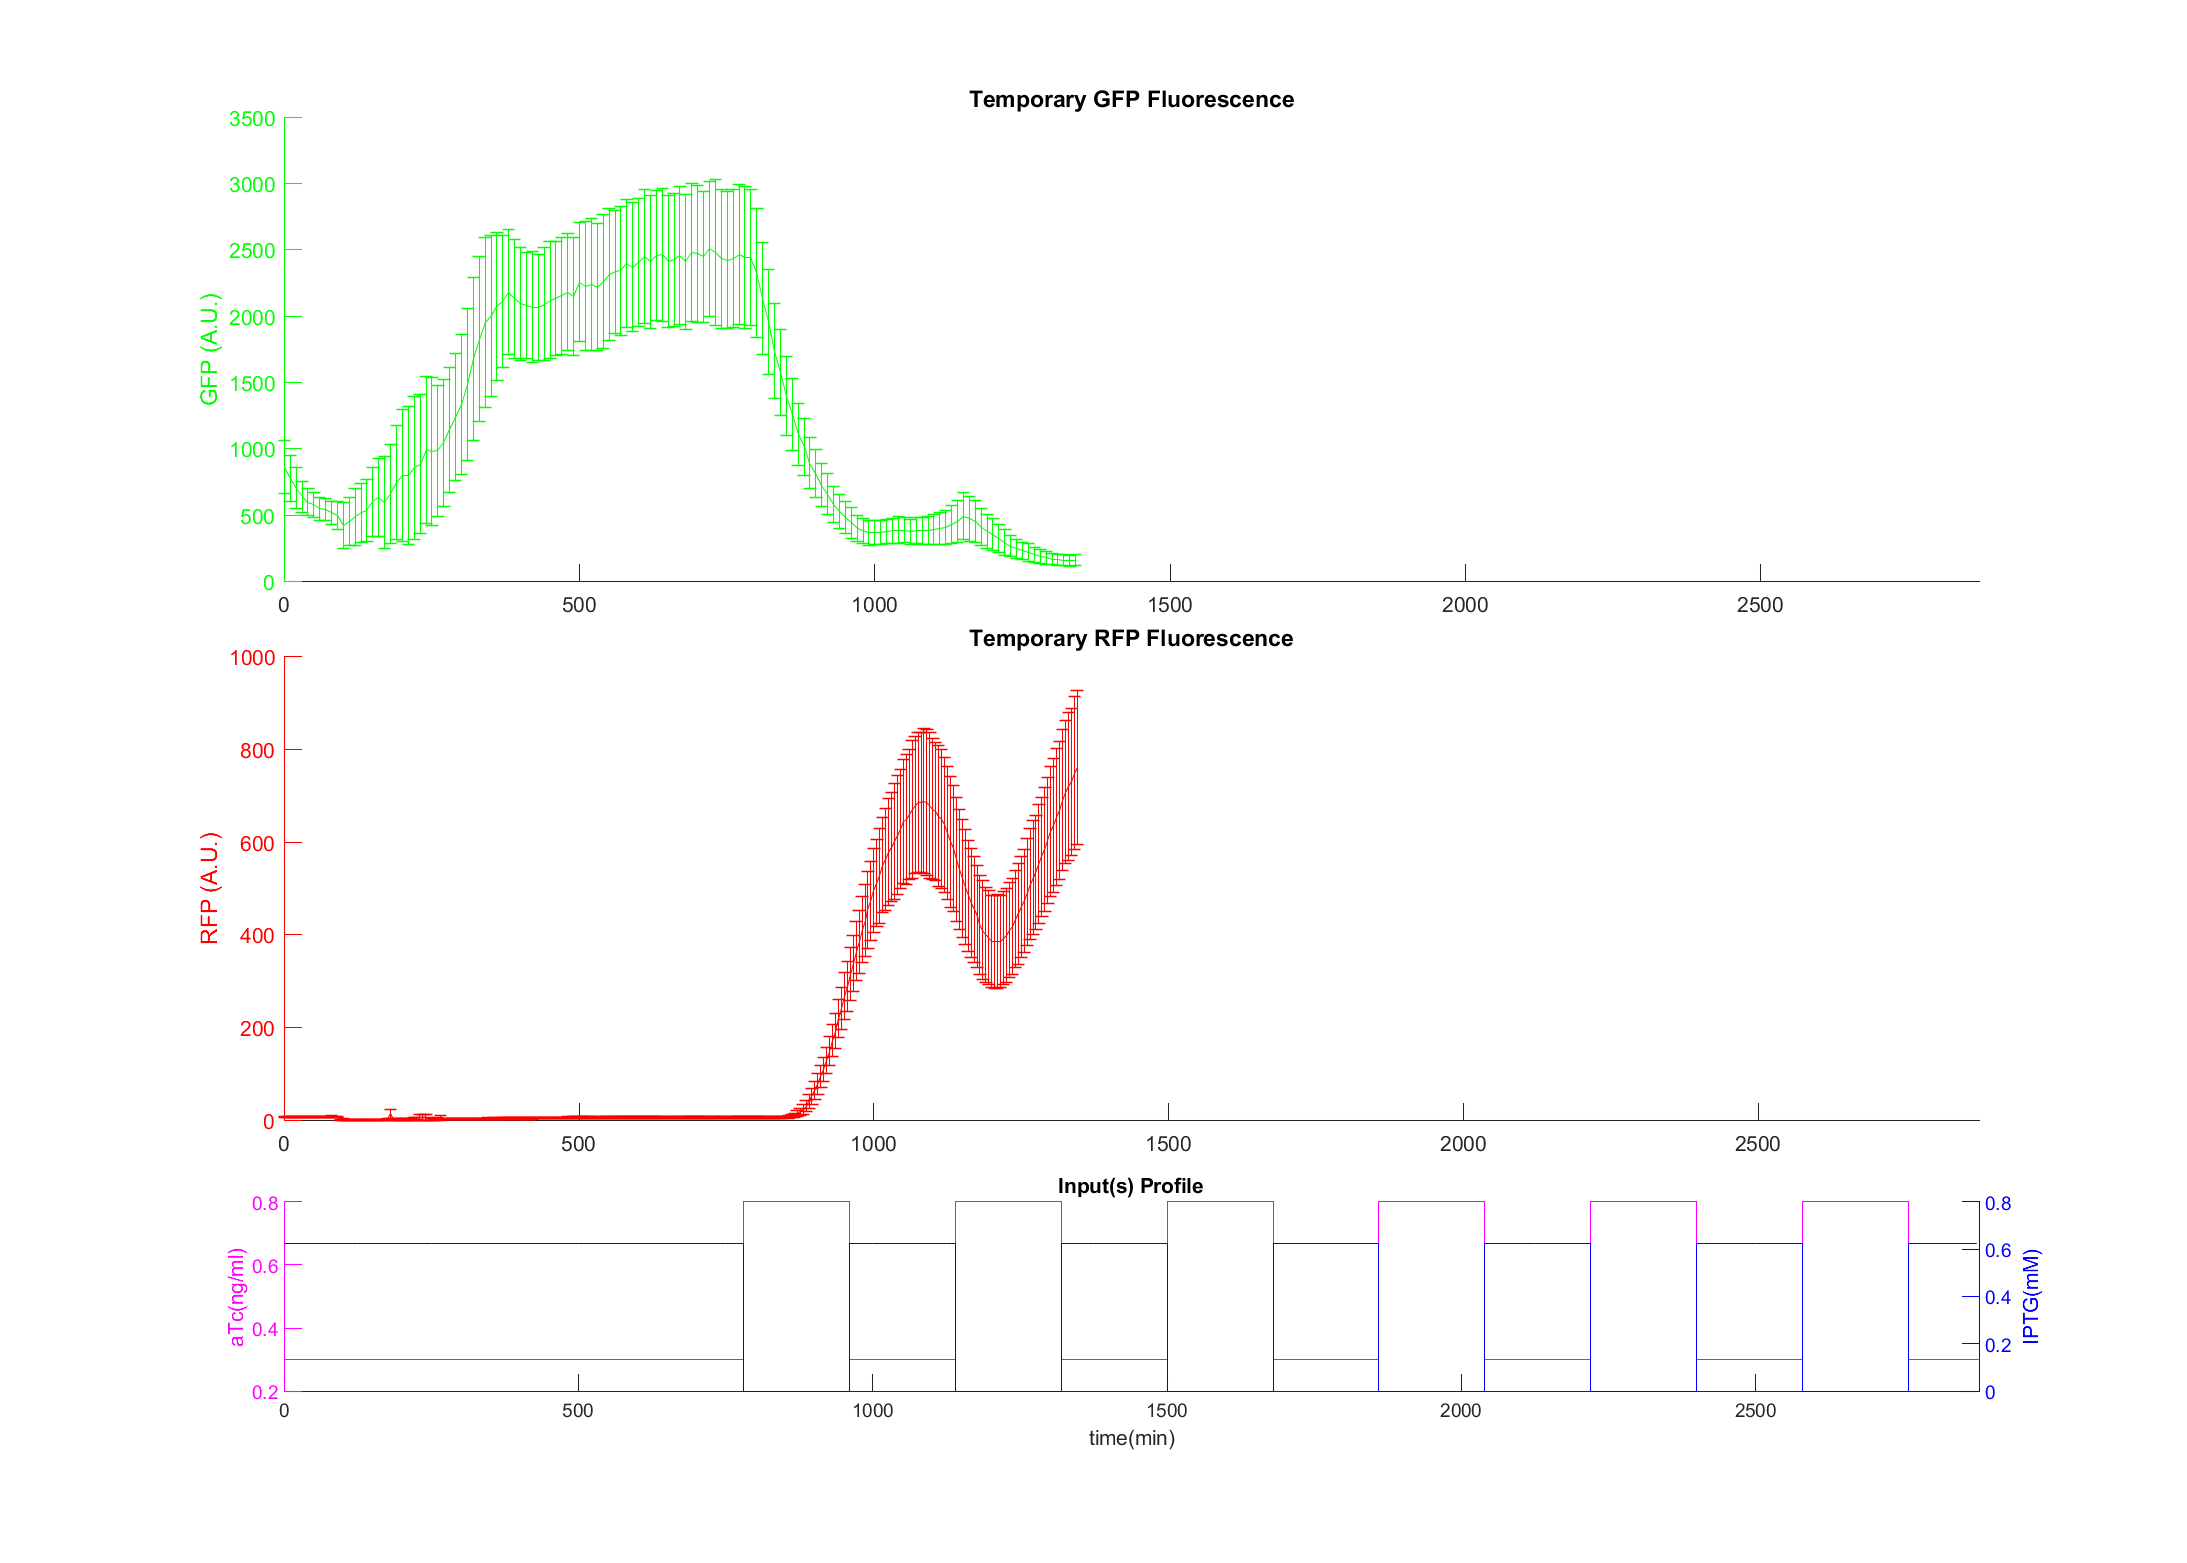 Temporary GFP Fluorescence
3500
3000
2500
2000
1500
1000
500
0
GFP (A.U.)
0 500 1000 1500 2000 2500
Temporary RFP Fluorescence
1000
800
600
400
200
0
RFP (A.U.)
0 500 1000 1500 2000 2500
Input(s) Profile
0.8
0.6
0.4
0.2
aTc(ng/ml)
0.8
0.6
0.4
0.2
0
IPTG(mM)
0 500 1000 1500 2000 2500
time(min)